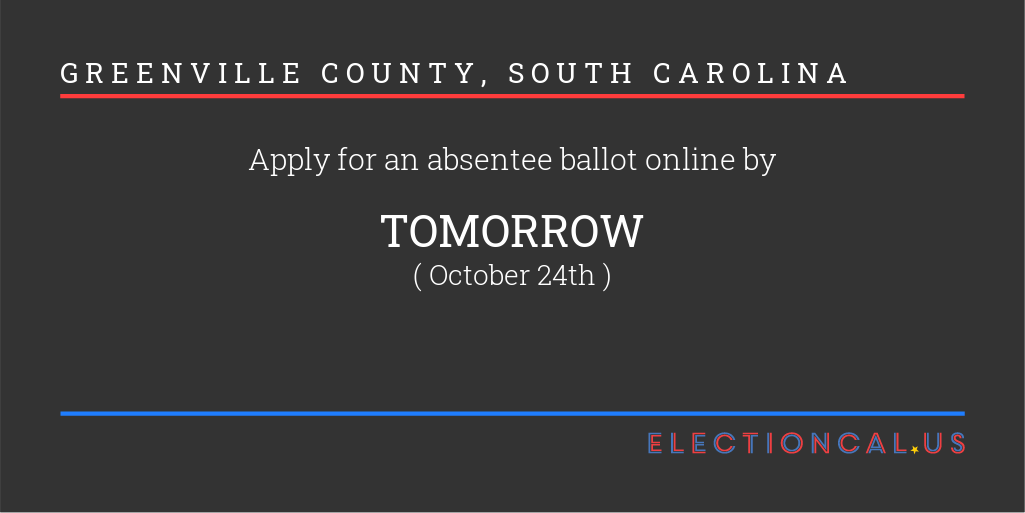 GREENVILLE COUNTY, SOUTH CAROLINA
Apply for an absentee ballot online by
TOMORROW
( October 24th )
ELECTIONCAL.US